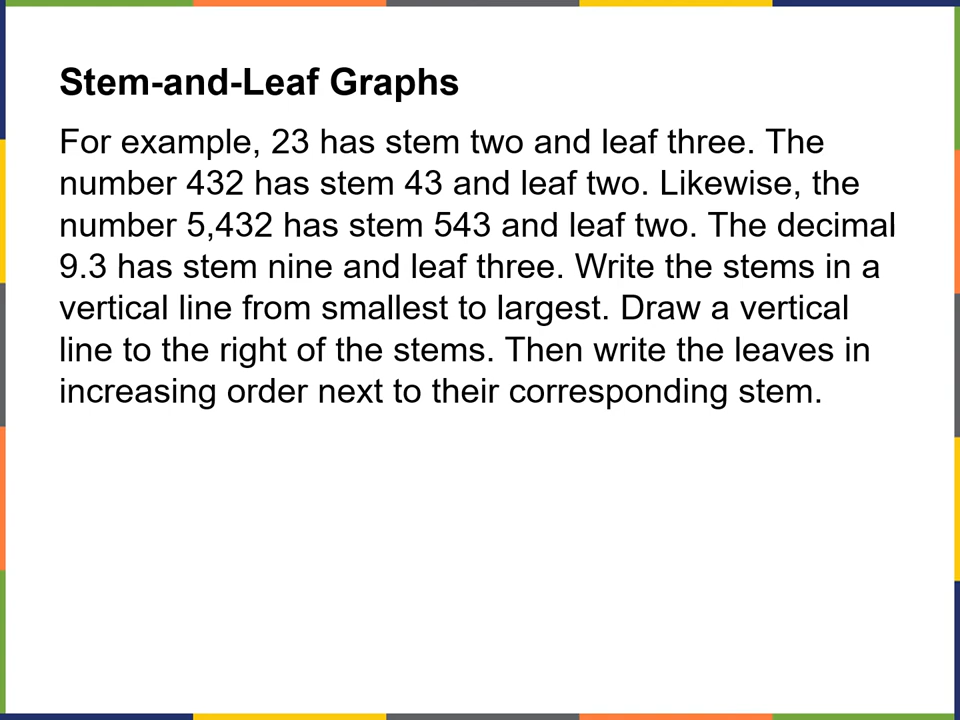 Stem-and-Leaf Graphs
For example, 23 has stem two and leaf three. The
number 432 has stem 43 and leaf two. Likewise, the
number 5,432 has stem 543 and leaf two. The decimal
9.3 has stem nine and leaf three. Write the stems in a
vertical line from smallest to largest. Draw a vertical
line to the right of the stems. Then write the leaves in
increasing order next to their corresponding stem.